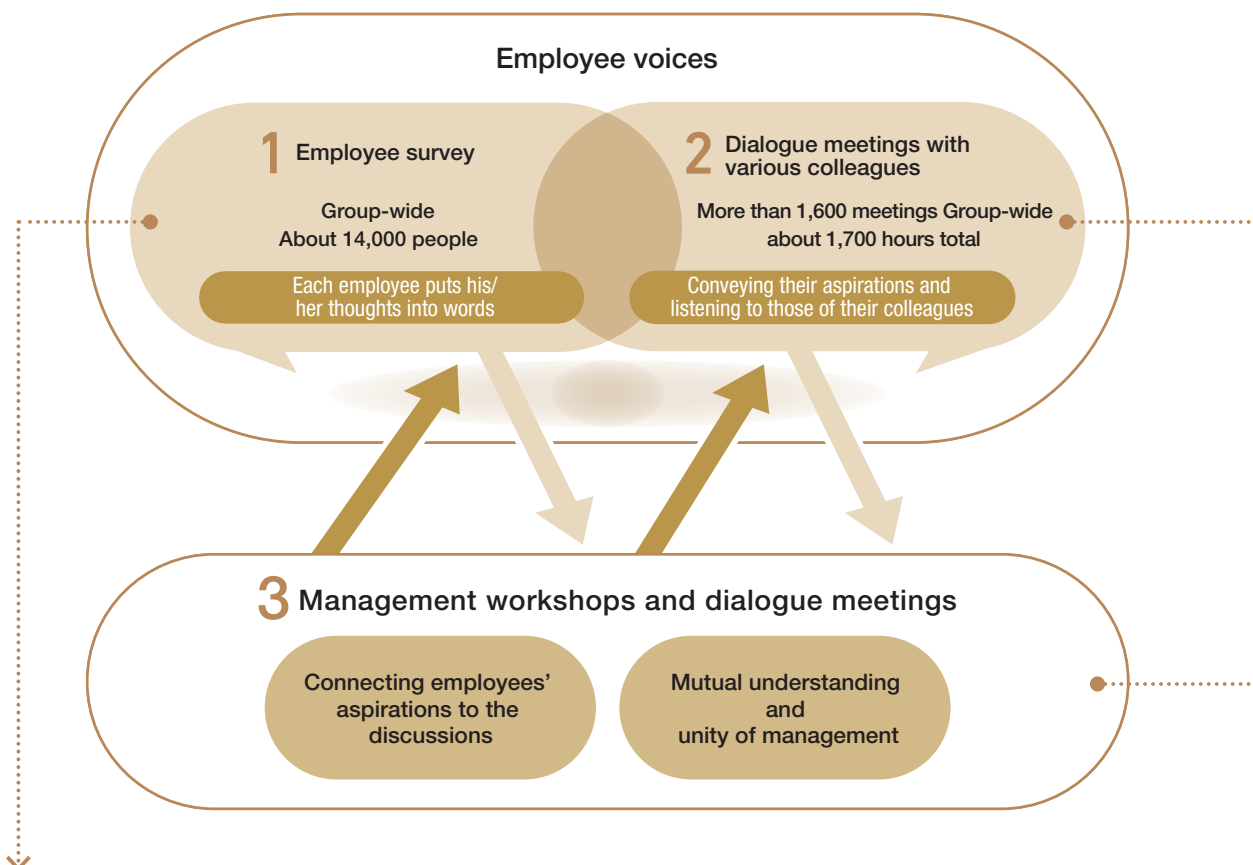 Employee voices
1 Employee survey
Group-wide
About 14,000 people
Each employee puts his/
her thoughts into words
2 Dialogue meetings with
various colleagues
More than 1,600 meetings Group-wide
about 1,700 hours total
Conveying their aspirations and
listening to those of their colleagues
3 Management workshops and dialogue meetings
Connecting employees’
aspirations to the
discussions
Mutual understanding
and
unity of management